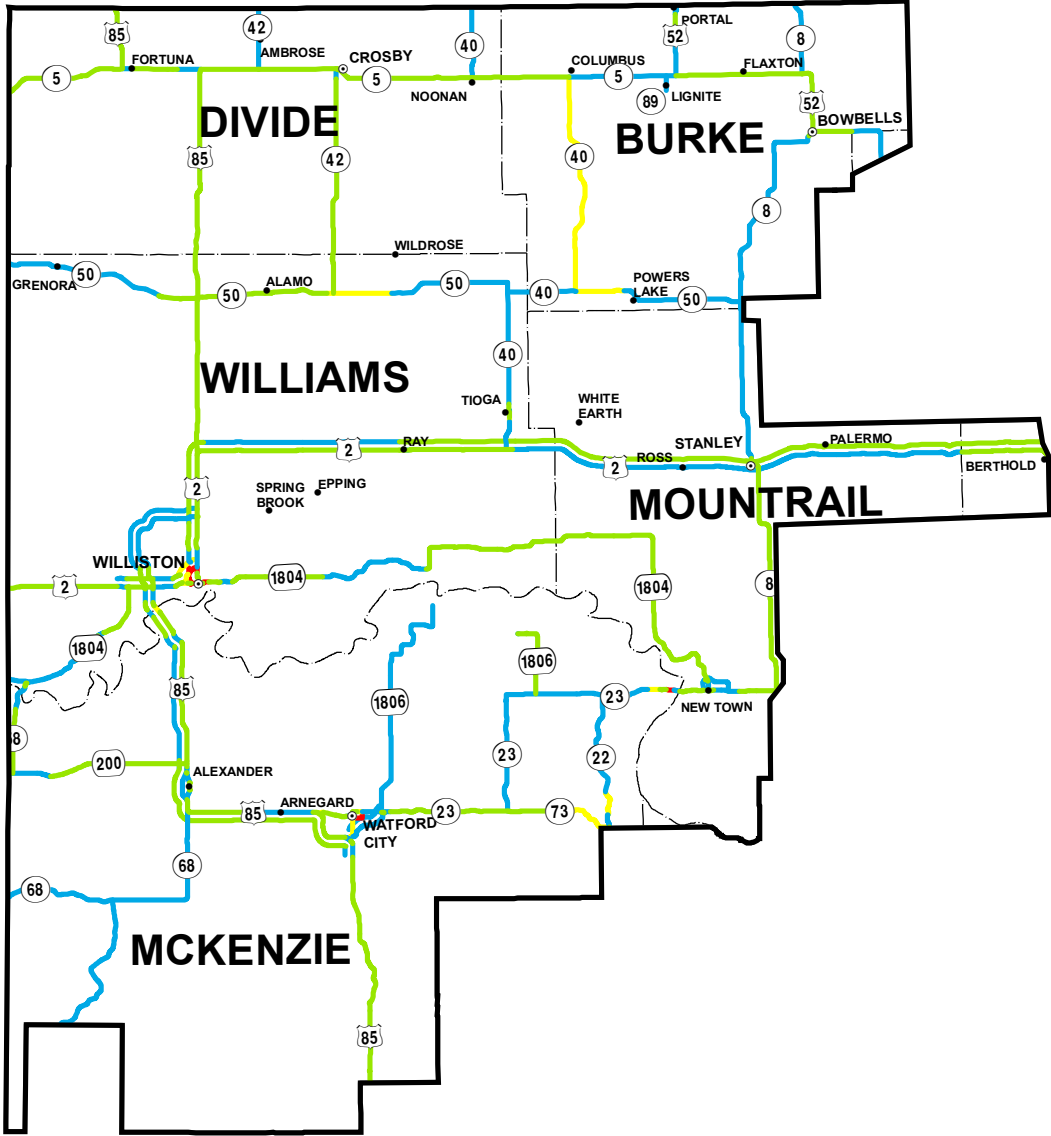 42
85
PORTAL
40
52
8
AMBROSE
FORTUNA
CROSBY
COLUMBUS
FLAXTON
5
5
5
NOONAN
89
LIGNITE
52
DIVIDE
BURKE
BOWBELLS
85
42
40
8
WILDROSE
GRENORA
50
ALAMO
50
50
40
POWERS
LAKE
50
40
WILLIAMS
TIOGA
WHITE
EARTH
2
RAY
STANLEY
ROSS
2
PALERMO
BERTHOLD
2
SPRING
BROOK
EPPING
MOUNTRAIL
WILLISTON
2
1804
1804
8
1804
1806
85
1806
23
NEW TOWN
68
200
ALEXANDER
23
22
85
ARNEGARD
23
73
WATFORD
CITY
68
68
MCKENZIE
85